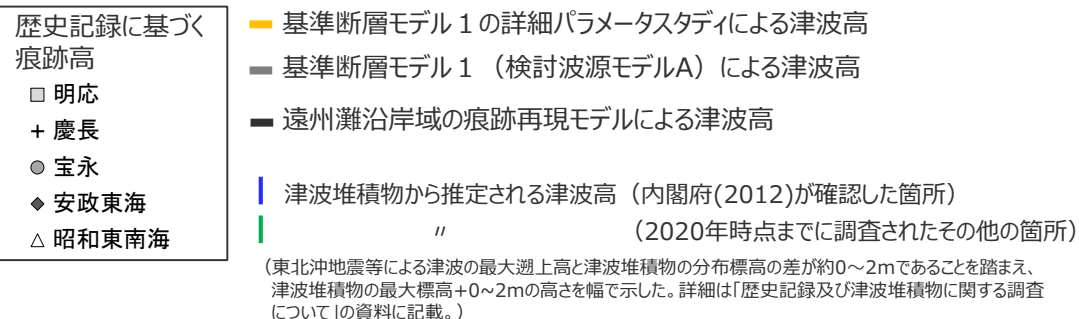 歴史記録に基づく
痕跡高
□ 明応
+ 慶長
● 宝永
◆ 安政東海
△ 昭和東南海
基準断層モデル１の詳細パラメータスタディによる津波高
基準断層モデル１（検討波源モデルA）による津波高
遠州灘沿岸域の痕跡再現モデルによる津波高
津波堆積物から推定される津波高（内閣府(2012)が確認した箇所）
〃 （2020年時点までに調査されたその他の箇所）
（東北沖地震等による津波の最大遡上高と津波堆積物の分布標高の差が約0～2mであることを踏まえ、
津波堆積物の最大標高+0~2mの高さを幅で示した。詳細は「歴史記録及び津波堆積物に関する調査
について」の資料に記載。）